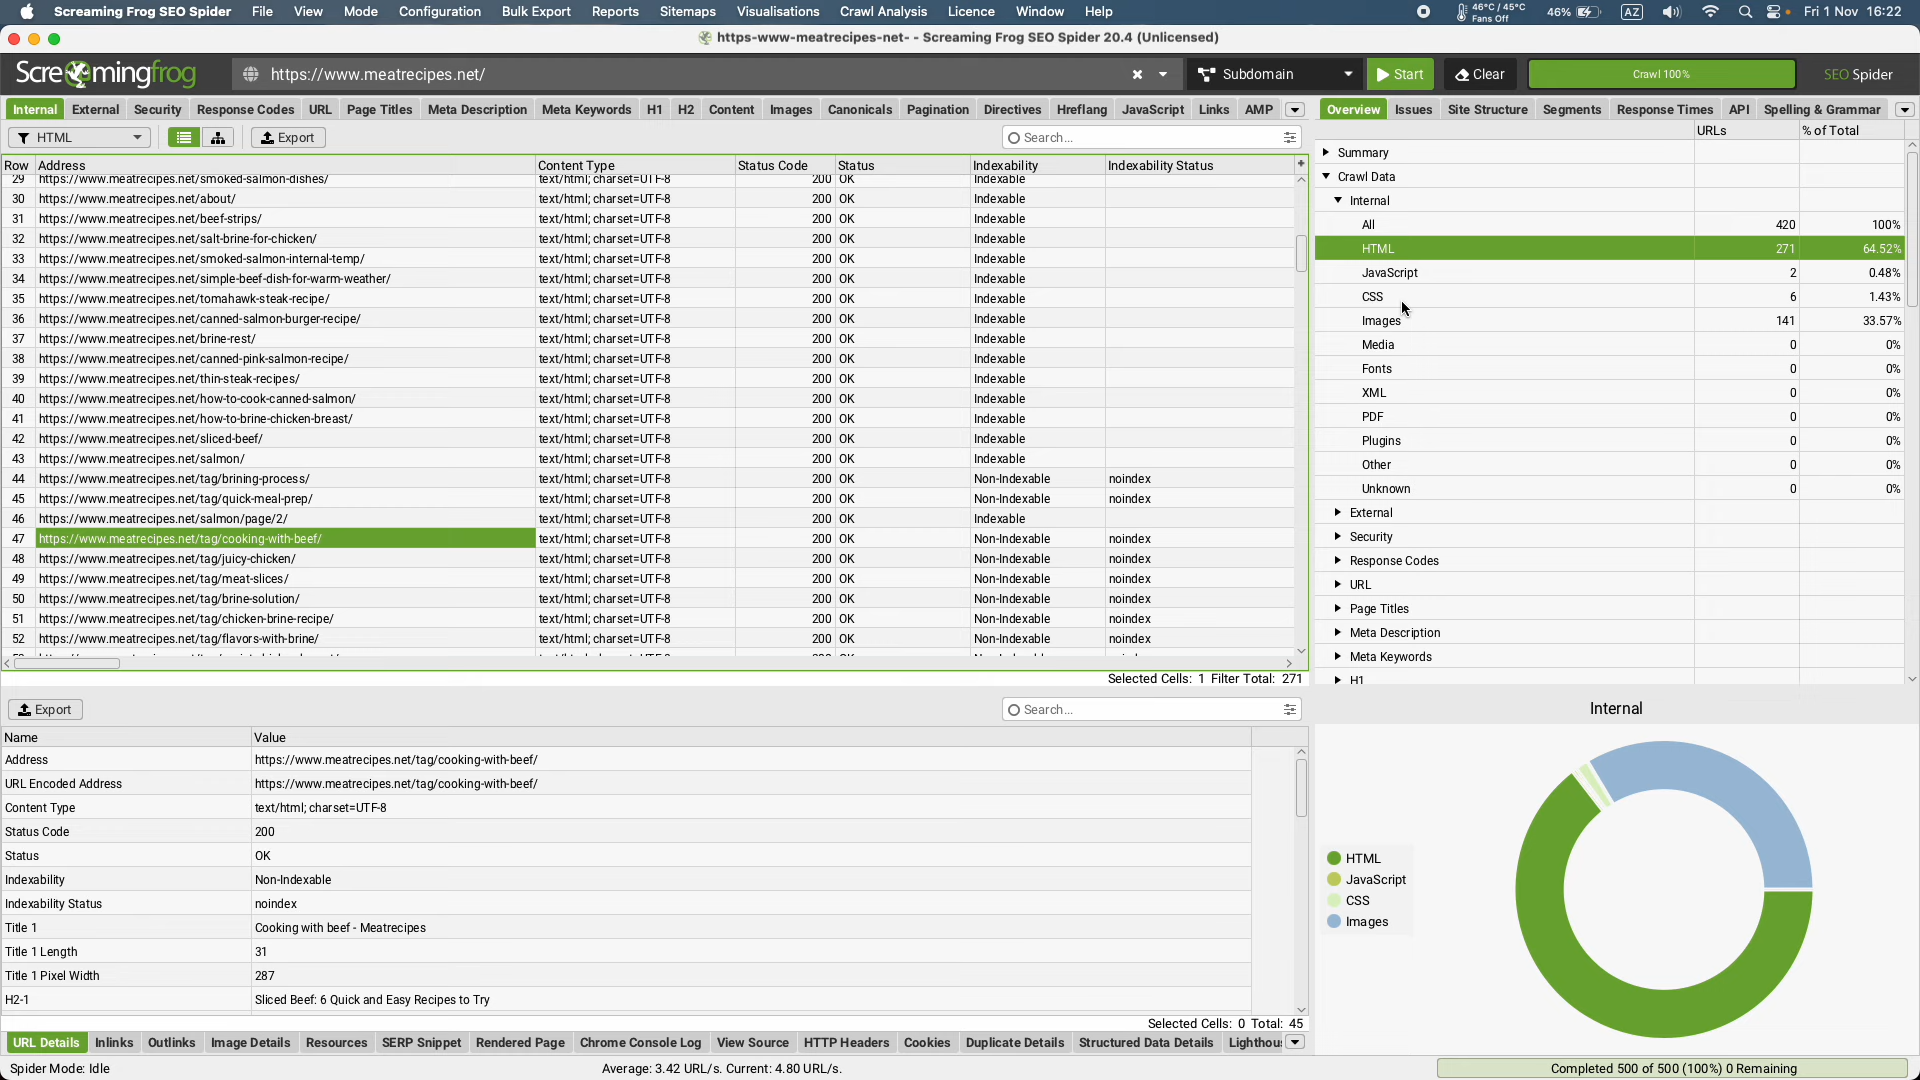 Screaming Frog SEO Spider File View Mode Configuration Bulk Export Reports Sitemaps Visualisations Crawl Analysis Licence Window Help 46°C / 45°C Fans Off 46% AZ Fri 1 Nov 16:22
https-www-meatrecipes-net- - Screaming Frog SEO Spider 20.4 (Unlicensed)
Screamingfrog https://www.meatrecipes.net/ Subdomain Start Clear Crawl 100% SEO Spider
Internal External Security Response Codes URL Page Titles Meta Description Meta Keywords H1 H2 Content Images Canonicals Pagination Directives Hreflang JavaScript Links AMP
HTML Export Search...
Row Address Content Type Status Code Status Indexability Indexability Status
29 https://www.meatrecipes.net/smoked-salmon-dishes/ text/html; charset=UTF-8 200 OK Indexable
30 https://www.meatrecipes.net/about/ text/html; charset=UTF-8 200 OK Indexable
31 https://www.meatrecipes.net/beef-strips/ text/html; charset=UTF-8 200 OK Indexable
32 https://www.meatrecipes.net/salt-brine-for-chicken/ text/html; charset=UTF-8 200 OK Indexable
33 https://www.meatrecipes.net/smoked-salmon-internal-temp/ text/html; charset=UTF-8 200 OK Indexable
34 https://www.meatrecipes.net/simple-beef-dish-for-warm-weather/ text/html; charset=UTF-8 200 OK Indexable
35 https://www.meatrecipes.net/tomahawk-steak-recipe/ text/html; charset=UTF-8 200 OK Indexable
36 https://www.meatrecipes.net/canned-salmon-burger-recipe/ text/html; charset=UTF-8 200 OK Indexable
37 https://www.meatrecipes.net/brine-rest/ text/html; charset=UTF-8 200 OK Indexable
38 https://www.meatrecipes.net/canned-pink-salmon-recipe/ text/html; charset=UTF-8 200 OK Indexable
39 https://www.meatrecipes.net/thin-steak-recipes/ text/html; charset=UTF-8 200 OK Indexable
40 https://www.meatrecipes.net/how-to-cook-canned-salmon/ text/html; charset=UTF-8 200 OK Indexable
41 https://www.meatrecipes.net/how-to-brine-chicken-breast/ text/html; charset=UTF-8 200 OK Indexable
42 https://www.meatrecipes.net/sliced-beef/ text/html; charset=UTF-8 200 OK Indexable
43 https://www.meatrecipes.net/salmon/ text/html; charset=UTF-8 200 OK Indexable
44 https://www.meatrecipes.net/tag/brining-process/ text/html; charset=UTF-8 200 OK Non-Indexable noindex
45 https://www.meatrecipes.net/tag/quick-meal-prep/ text/html; charset=UTF-8 200 OK Non-Indexable noindex
46 https://www.meatrecipes.net/salmon/page/2/ text/html; charset=UTF-8 200 OK Indexable
47 https://www.meatrecipes.net/tag/cooking-with-beef/ text/html; charset=UTF-8 200 OK Non-Indexable noindex
48 https://www.meatrecipes.net/tag/juicy-chicken/ text/html; charset=UTF-8 200 OK Non-Indexable noindex
49 https://www.meatrecipes.net/tag/meat-slices/ text/html; charset=UTF-8 200 OK Non-Indexable noindex
50 https://www.meatrecipes.net/tag/brine-solution/ text/html; charset=UTF-8 200 OK Non-Indexable noindex
51 https://www.meatrecipes.net/tag/chicken-brine-recipe/ text/html; charset=UTF-8 200 OK Non-Indexable noindex
52 https://www.meatrecipes.net/tag/flavors-with-brine/ text/html; charset=UTF-8 200 OK Non-Indexable noindex
Selected Cells: 1 Filter Total: 271
Export Search...
Name Value
Address https://www.meatrecipes.net/tag/cooking-with-beef/
URL Encoded Address https://www.meatrecipes.net/tag/cooking-with-beef/
Content Type text/html; charset=UTF-8
Status Code 200
Status OK
Indexability Non-Indexable
Indexability Status noindex
Title 1 Cooking with beef - Meatrecipes
Title 1 Length 31
Title 1 Pixel Width 287
H2-1 Sliced Beef: 6 Quick and Easy Recipes to Try
Selected Cells: 0 Total: 45
URL Details Inlinks Outlinks Image Details Resources SERP Snippet Rendered Page Chrome Console Log View Source HTTP Headers Cookies Duplicate Details Structured Data Details Lighthou
Overview Issues Site Structure Segments Response Times API Spelling & Grammar
URLs % of Total
Summary
Crawl Data
Internal
All 420 100%
HTML 271 64.52%
JavaScript 2 0.48%
CSS 6 1.43%
Images 141 33.57%
Media 0 0%
Fonts 0 0%
XML 0 0%
PDF 0 0%
Plugins 0 0%
Other 0 0%
Unknown 0 0%
External
Security
Response Codes
URL
Page Titles
Meta Description
Meta Keywords
H1
Internal
HTML
JavaScript
CSS
Images
Spider Mode: Idle Average: 3.42 URL/s. Current: 4.80 URL/s. Completed 500 of 500 (100%) 0 Remaining